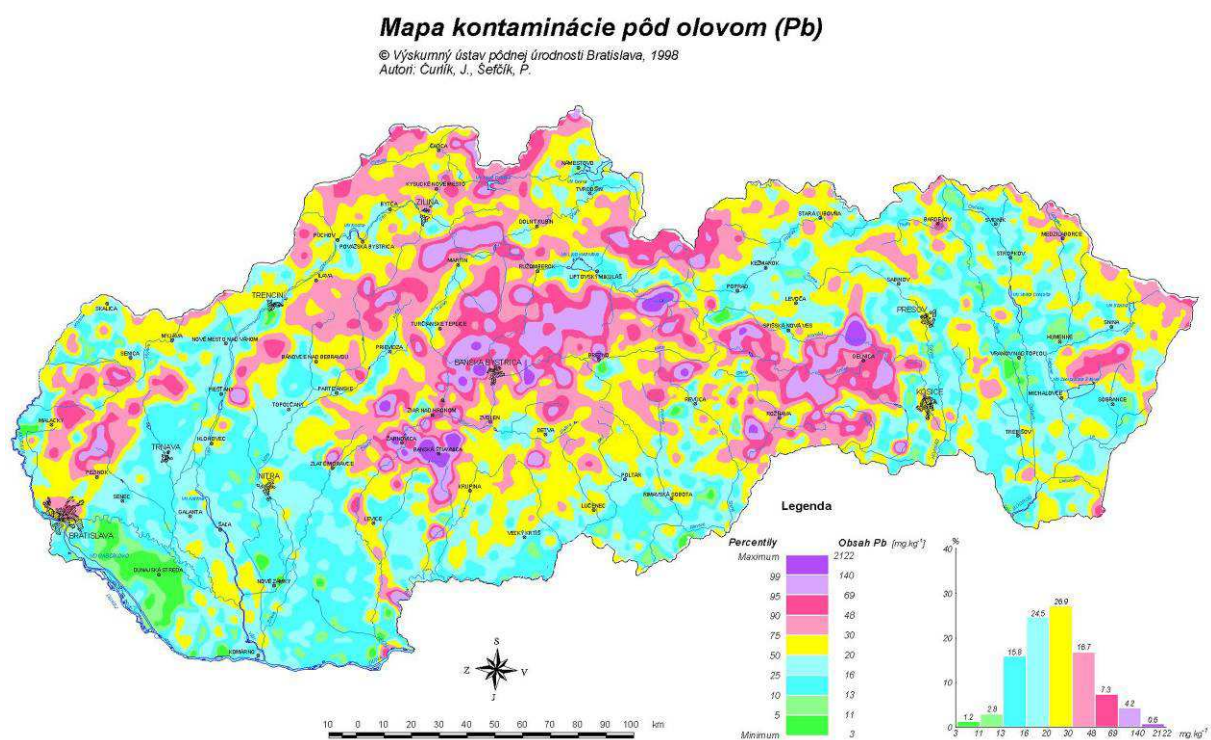 Mapa kontaminácie pôd olovom (Pb)
© Výskumný ústav pôdnej úrodnosti Bratislava, 1998
Autori: Čurlík, J., Šefčík, P.
ČADCA
NÁMESTOVO
KYSUCKÉ NOVÉ MESTO
TVRDOŠÍN
BYTČA
ŽILINA
STARÁ ĽUBOVŇA
BARDEJOV
SVIDNÍK
DOLNÝ KUBÍN
PÚCHOV
POVAŽSKÁ BYSTRICA
MEDZILABORCE
STROPKOV
MARTIN
RUŽOMBEROK
LIPTOVSKÝ MIKULÁŠ
KEŽMAROK
SABINOV
ILAVA
POPRAD
LEVOČA
TRENČÍN
SKALICA
PREŠOV
SPIŠSKÁ NOVÁ VES
SNINA
TURČIANSKE TEPLICE
HUMENNÉ
MYJAVA
NOVÉ MESTO NAD VÁHOM
SENICA
BÁNOVCE NAD BEBRAVOU
PRIEVIDZA
BANSKÁ BYSTRICA
BREZNO
GELNICA
VRANOV NAD TOPĽOU
PIEŠŤANY
PARTIZÁNSKE
MICHALOVCE
SOBRANCE
TOPOĽČANY
ŽIAR NAD HRONOM
REVÚCA
KOŠICE
ZVOLEN
ROŽŇAVA
MALACKY
DETVA
TREBIŠOV
HLOHOVEC
ŽARNOVICA
BANSKÁ ŠTIAVNICA
TRNAVA
ZLATÉ MORAVCE
PEZINOK
NITRA
POLTÁR
KRUPINA
RIMAVSKÁ SOBOTA
SENEC
LUČENEC
GALANTA
LEVICE
ŠAĽA
VEĽKÝ KRTÍŠ
BRATISLAVA
DUNAJSKÁ STREDA
NOVÉ ZÁMKY
KOMÁRNO
S
Z V
J
10 0 10 20 30 40 50 60 70 80 90 100 km
Legenda
Percentily Obsah Pb [mg.kg⁻¹]
Maximum 2122
99 140
95 69
90 48
75 30
50 20
25 16
10 13
5 11
Minimum 3
%
40
30
20
10
0
1.2 2.8 15.8 24.5 26.9 16.7 7.3 4.2 0.6
3 11 13 16 20 30 48 69 140 2122 mg.kg⁻¹